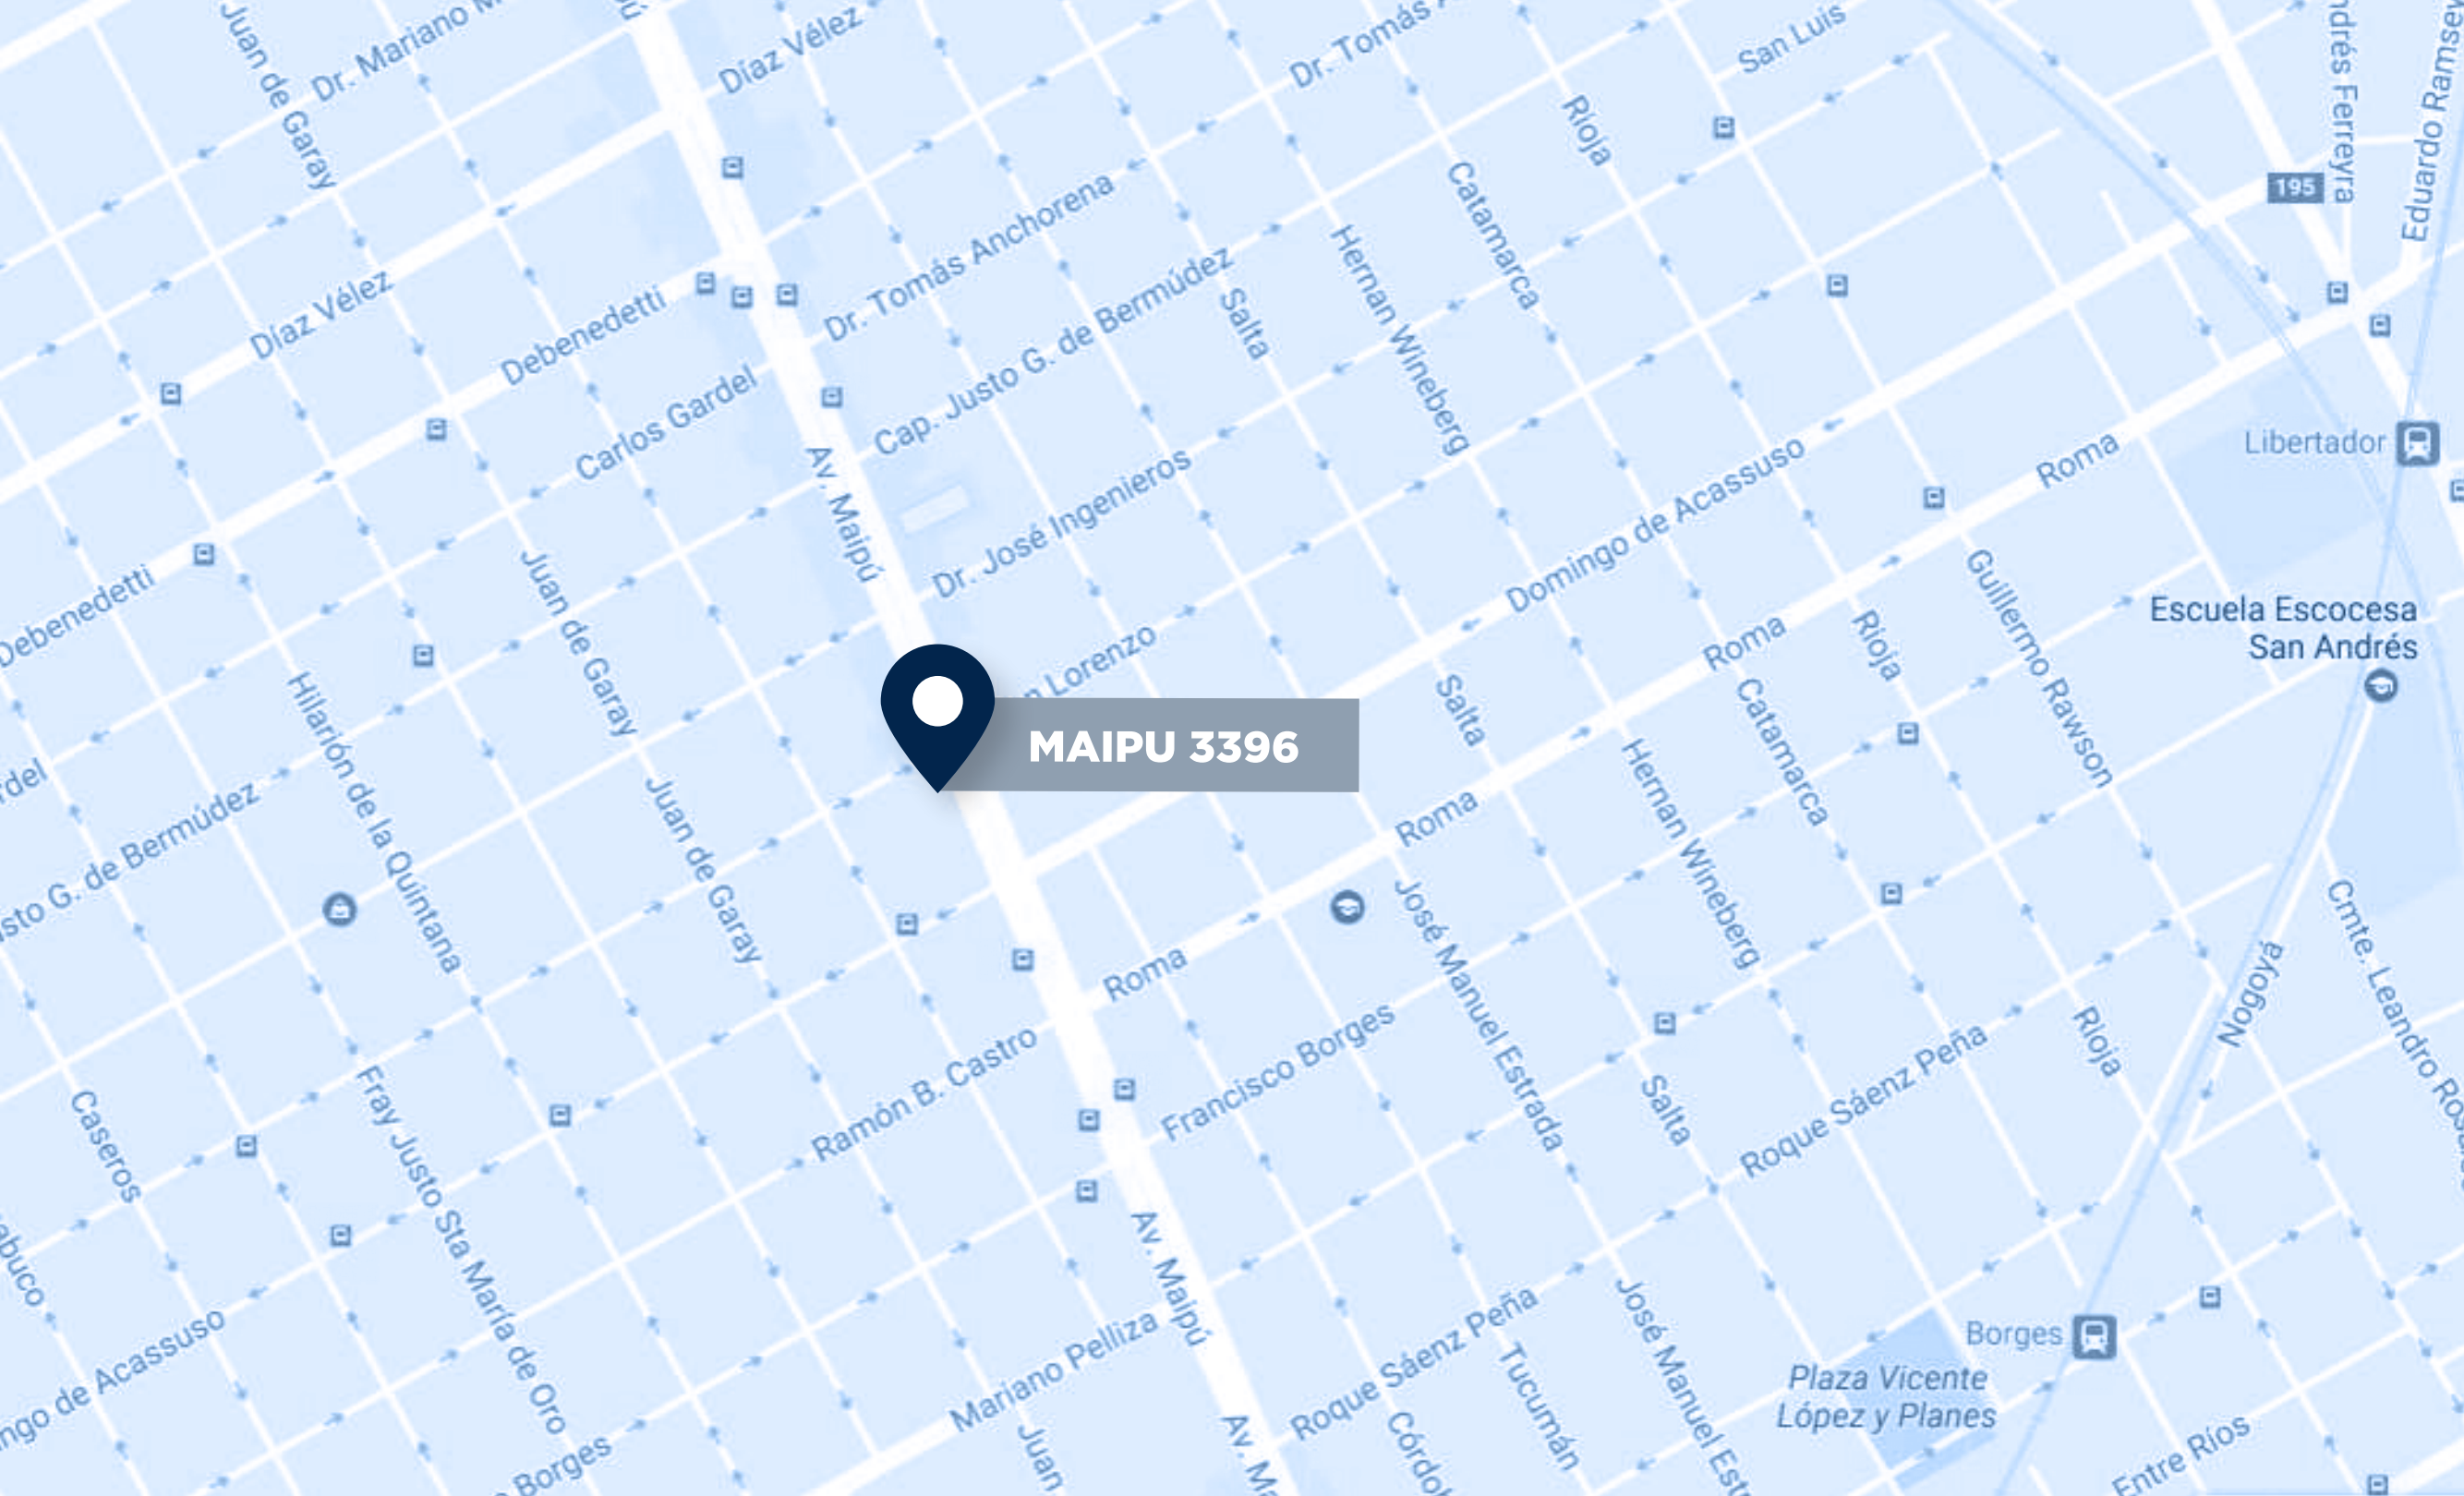 Juan de Garay
Dr. Mariano
Díaz Vélez
Dr. Tomás
San Luis
Rioja
Andrés Ferreyra
Eduardo Ramsey
195
Catamarca
Dr. Tomás Anchorena
Hernan Wineberg
Cap. Justo G. de Bermúdez
Salta
Díaz Vélez
Debenedetti
Carlos Gardel
Av. Maipú
Dr. José Ingenieros
Domingo de Acassuso
Roma
Libertador
Debenedetti
Juan de Garay
Lorenzo
Roma
Rioja
Guillermo Rawson
Escuela Escocesa
San Andrés
Hilarión de la Quintana
MAIPU 3396
Salta
Catamarca
Hernan Wineberg
Juan de Garay
Roma
G. de Bermúdez
José Manuel Estrada
Roma
Cmte. Leandro
Nogoyá
Francisco Borges
Ramón B. Castro
Rioja
Roque Sáenz Peña
Salta
Caseros
Fray Justo Sta María de Oro
Av. Maipú
José Manuel
Borges
Plaza Vicente
López y Planes
Mariano Pelliza
Roque Sáenz Peña
Tucumán
de Acassuso
Juan
Av.
Borges
Entre Ríos